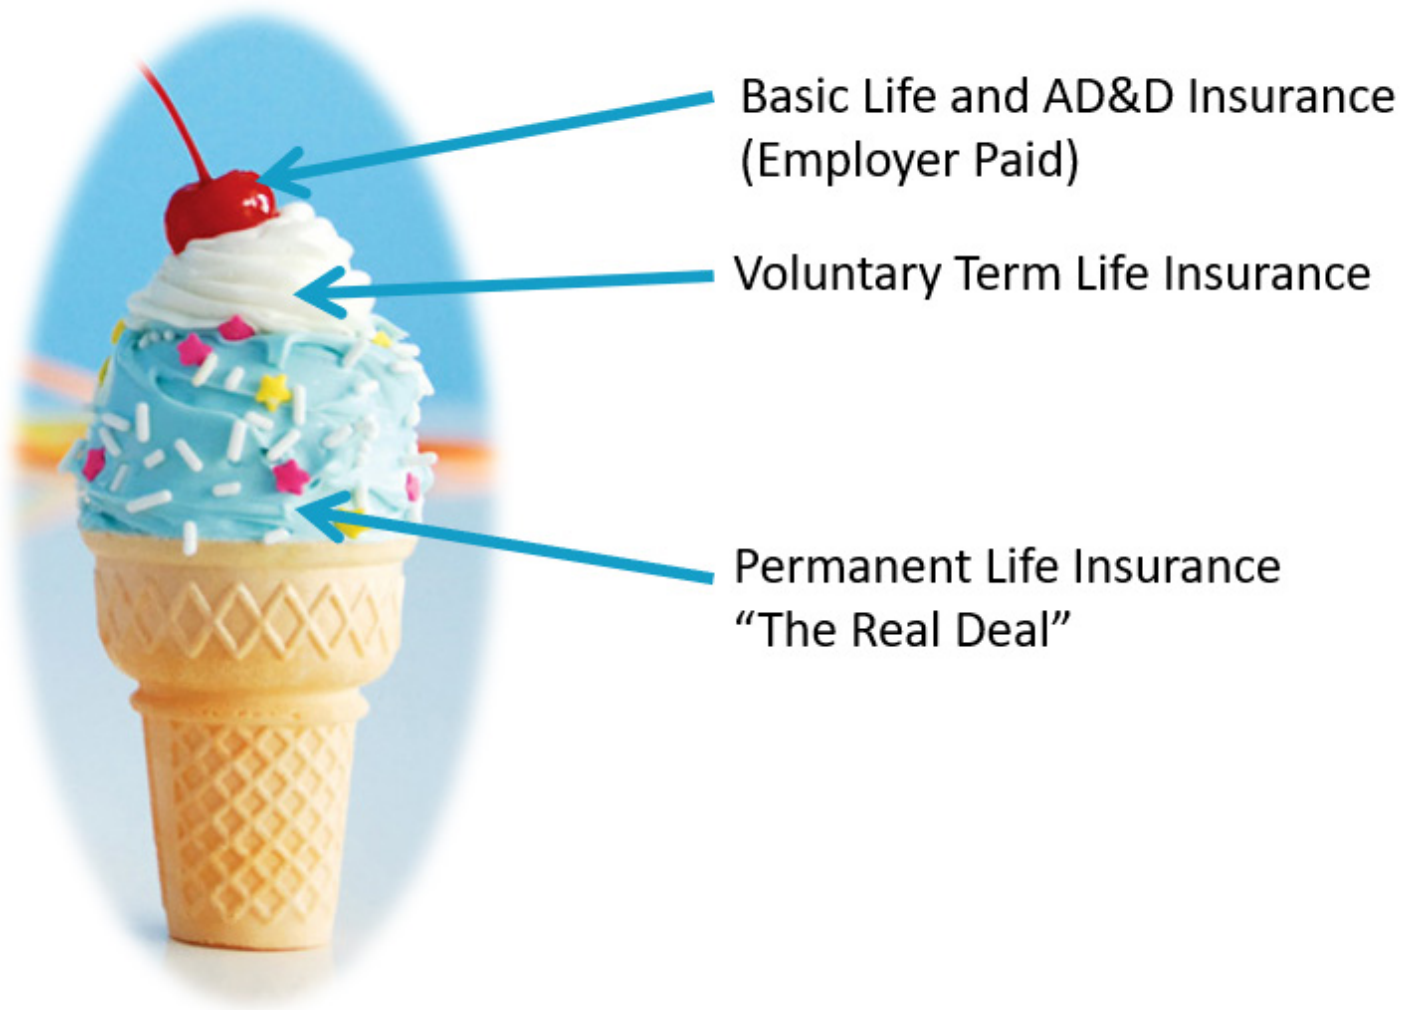 Basic Life and AD&D Insurance
(Employer Paid)
Voluntary Term Life Insurance
Permanent Life Insurance
“The Real Deal”